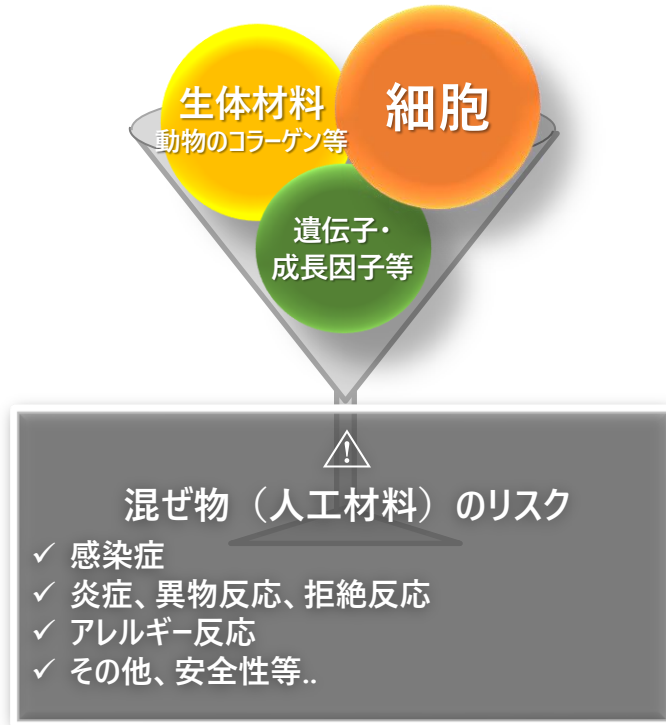 生体材料
動物のコラーゲン等
細胞
遺伝子・
成長因子等
混ぜ物（人工材料）のリスク
✓ 感染症
✓ 炎症、異物反応、拒絶反応
✓ アレルギー反応
✓ その他、安全性等..